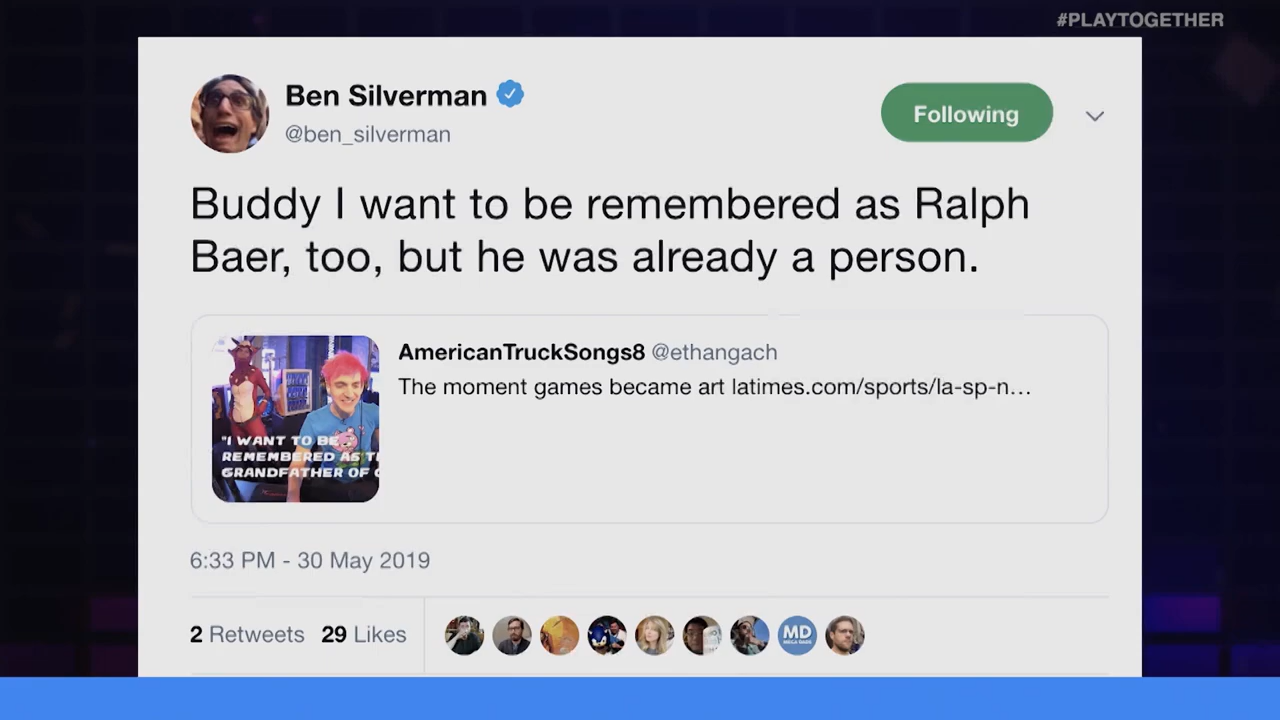 #PLAYTOGETHER
Ben Silverman
@ben_silverman
Following
Buddy I want to be remembered as Ralph
Baer, too, but he was already a person.
AmericanTruckSongs8 @ethangach
The moment games became art latimes.com/sports/la-sp-n...
"I WANT TO BE
REMEMBERED AS
GRANDFATHER OF
6:33 PM - 30 May 2019
2 Retweets 29 Likes
MD